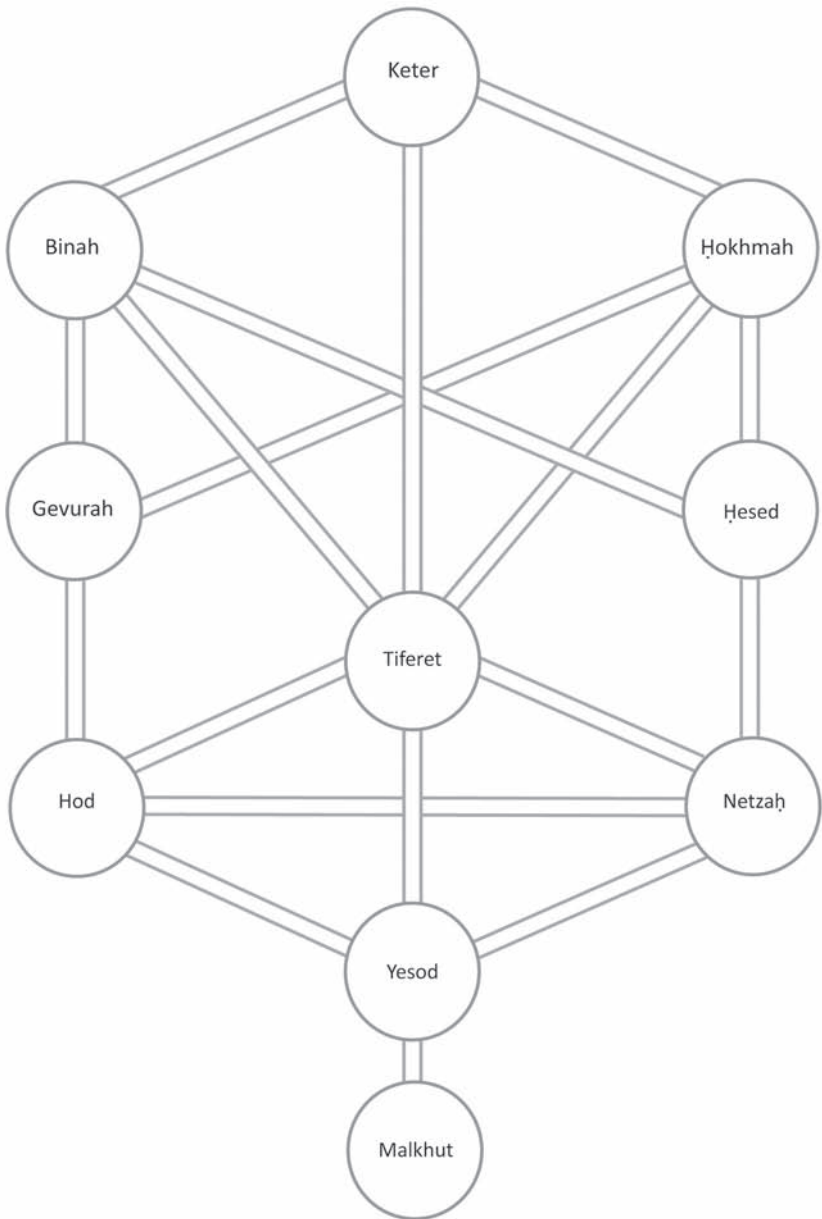 Keter
Binah
Ḥokhmah
Gevurah
Ḥesed
Tiferet
Hod
Netzaḥ
Yesod
Malkhut